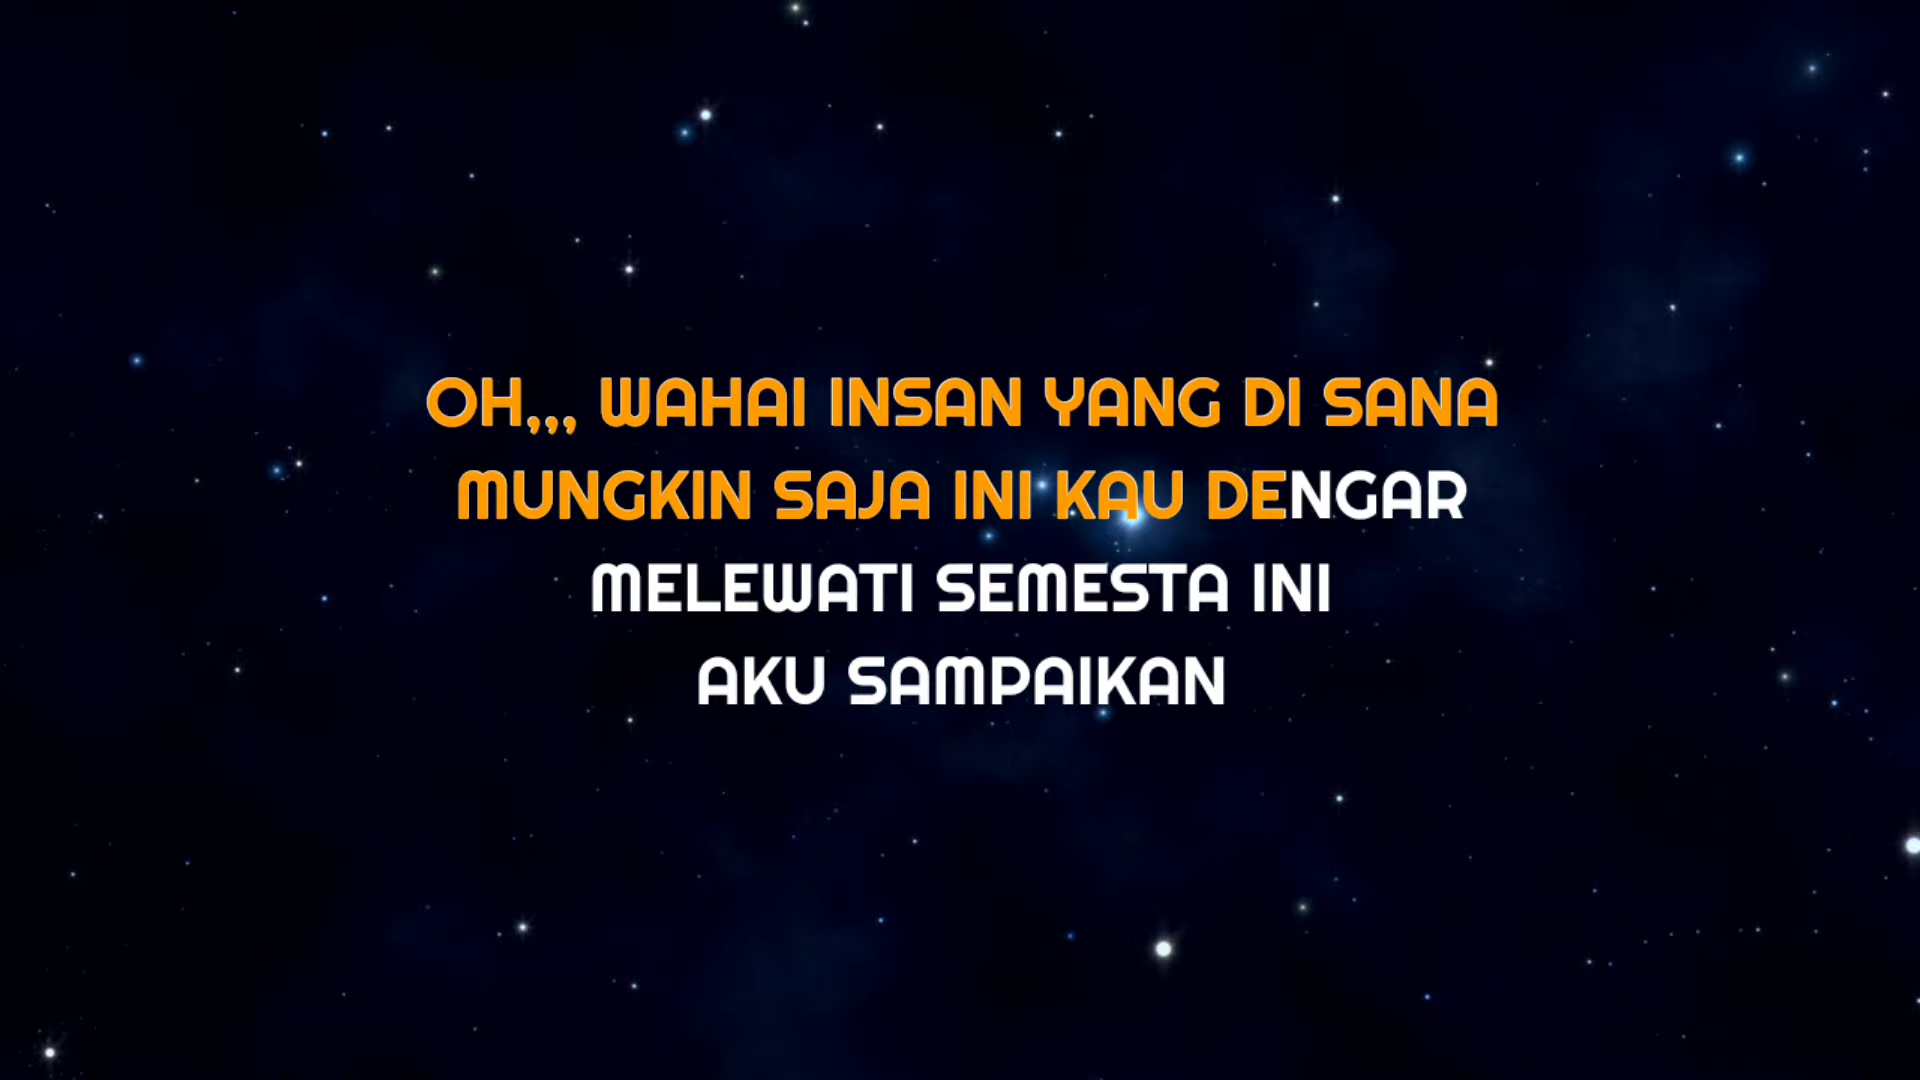 OH,,, WAHAI INSAN YANG DI SANA
MUNGKIN SAJA INI KAU DENGAR
MELEWATI SEMESTA INI
AKU SAMPAIKAN